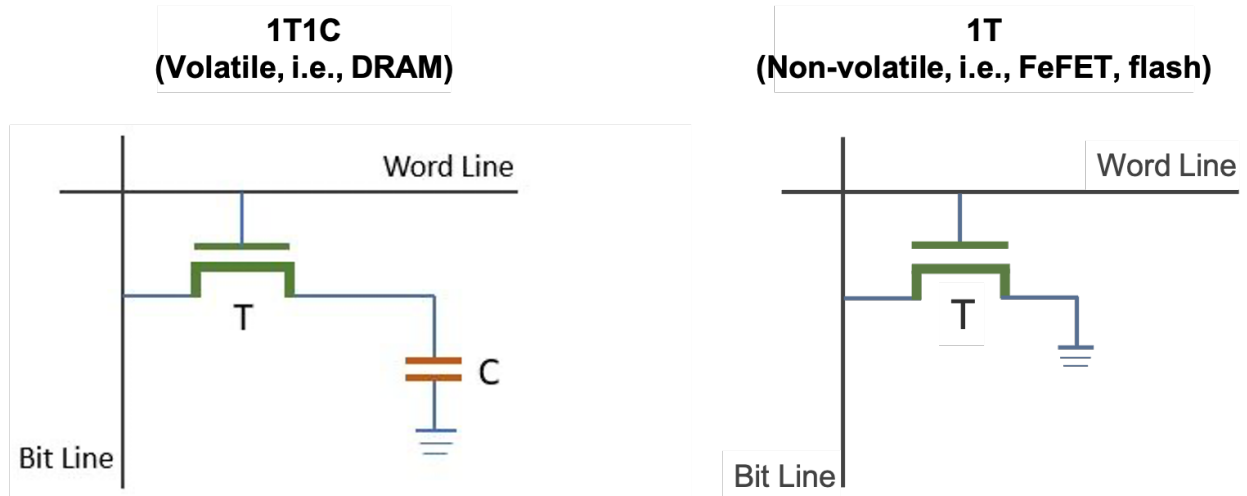 1T1C
(Volatile, i.e., DRAM)
Word Line
T
C
Bit Line
1T
(Non-volatile, i.e., FeFET, flash)
Word Line
T
Bit Line